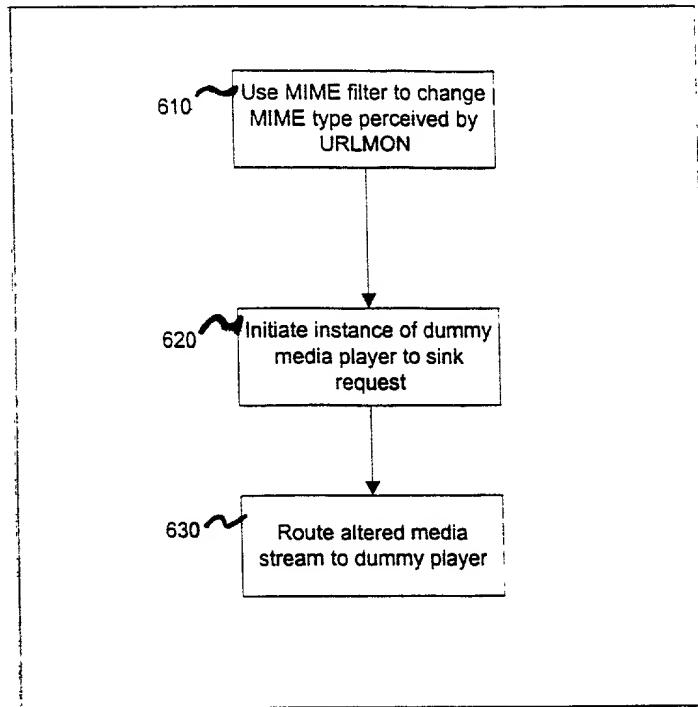 610
Use MIME filter to change
MIME type perceived by
URLMON
620
Initiate instance of dummy
media player to sink
request
630
Route altered media
stream to dummy player